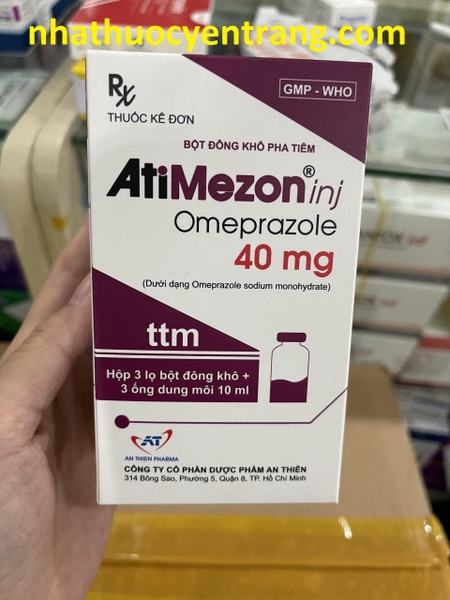 nhathuocyentrang.com
Rx
THUỐC KÊ ĐƠN
GMP - WHO
BỘT ĐÔNG KHÔ PHA TIÊM
AtiMezon® inj
Omeprazole
40 mg
(Dưới dạng Omeprazole sodium monohydrate)
ttm
Hộp 3 lọ bột đông khô +
3 ống dung môi 10 ml
AT
AN THIEN PHARMA
CÔNG TY CỔ PHẦN DƯỢC PHẨM AN THIÊN
314 Bông Sao, Phường 5, Quận 8, TP. Hồ Chí Minh